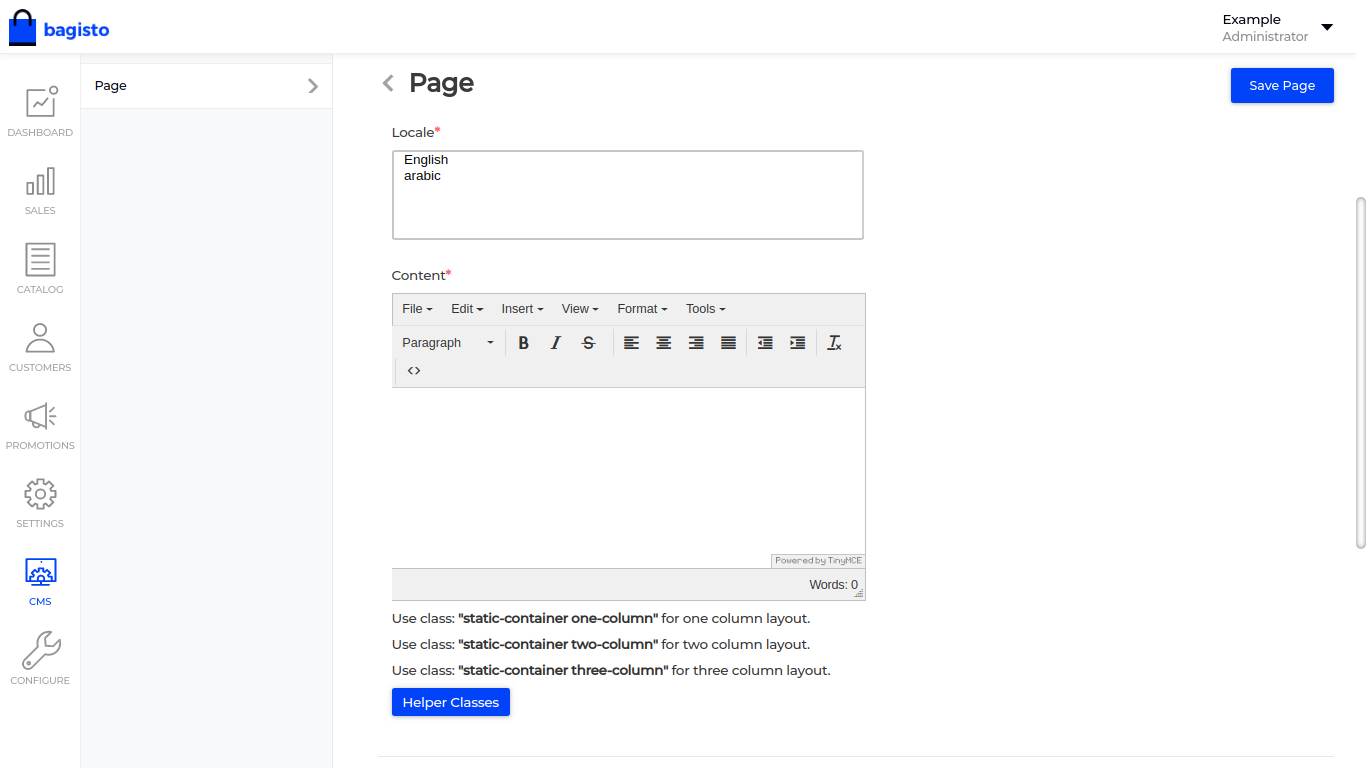 bagisto
Example
Administrator
DASHBOARD
SALES
CATALOG
CUSTOMERS
PROMOTIONS
SETTINGS
CMS
CONFIGURE
Page
Page
Save Page
Locale*
English
arabic
Content*
File Edit Insert View Format Tools
Paragraph B I S
Powered by TinyMCE
Words: 0
Use class: "static-container one-column" for one column layout.
Use class: "static-container two-column" for two column layout.
Use class: "static-container three-column" for three column layout.
Helper Classes